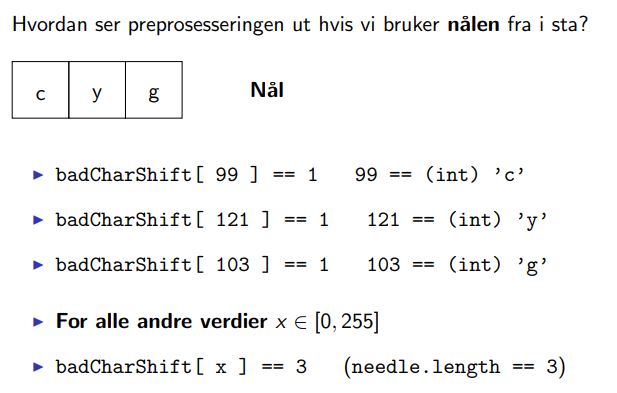 Hvordan ser preprosesseringen ut hvis vi bruker nålen fra i sta?
c y g Nål
▶ badCharShift[ 99 ] == 1 99 == (int) ’c’
▶ badCharShift[ 121 ] == 1 121 == (int) ’y’
▶ badCharShift[ 103 ] == 1 103 == (int) ’g’
▶ For alle andre verdier x ∈ [0, 255]
▶ badCharShift[ x ] == 3 (needle.length == 3)